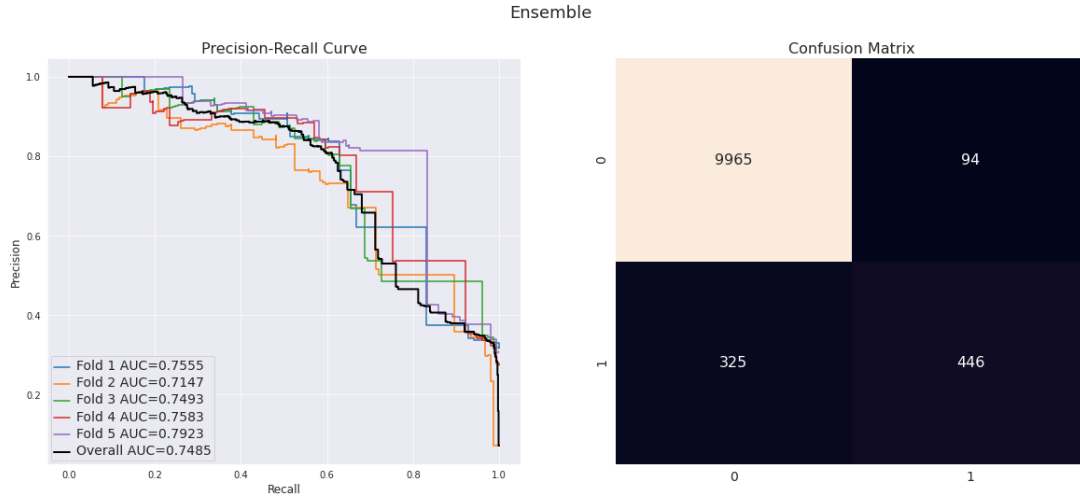 Ensemble
Precision-Recall Curve
1.0
0.8
0.6
0.4
0.2
Precision
Fold 1 AUC=0.7555
Fold 2 AUC=0.7147
Fold 3 AUC=0.7493
Fold 4 AUC=0.7583
Fold 5 AUC=0.7923
Overall AUC=0.7485
0.0 0.2 0.4 0.6 0.8 1.0
Recall
Confusion Matrix
0
9965 94
1
325 446
0 1